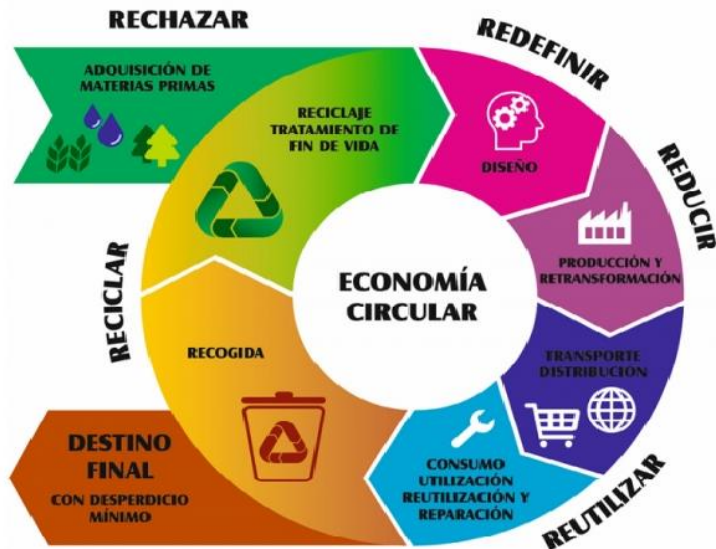 RECHAZAR
ADQUISICIÓN DE
MATERIAS PRIMAS
RECICLAJE
TRATAMIENTO DE
FIN DE VIDA
REDEFINIR
DISEÑO
REDUCIR
PRODUCCIÓN Y
RETRANSFORMACIÓN
ECONOMÍA
CIRCULAR
TRANSPORTE
DISTRIBUCIÓN
REUTILIZAR
CONSUMO
UTILIZACIÓN
REUTILIZACIÓN Y
REPARACIÓN
RECICLAR
RECOGIDA
DESTINO
FINAL
CON DESPERDICIO
MÍNIMO